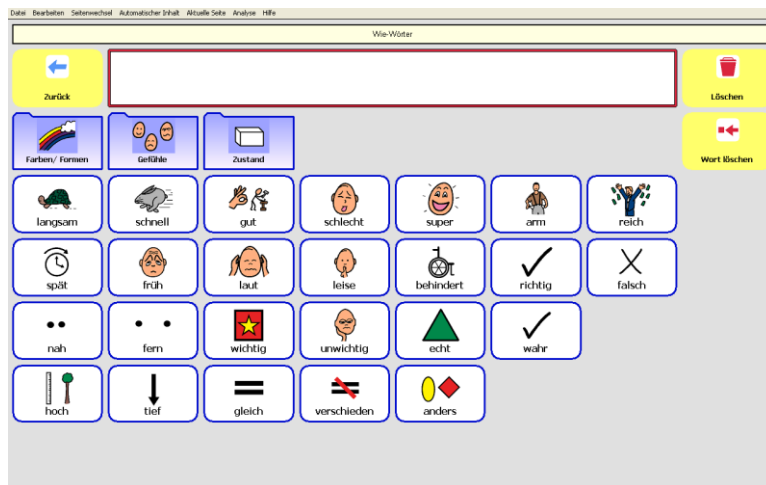 Datei Bearbeiten Seitenwechsel Automatischer Inhalt Aktuelle Seite Analyse Hilfe
Wie-Wörter
Zurück
Löschen
Farben/ Formen Gefühle Zustand
Wort löschen
langsam schnell gut schlecht super arm reich
spät früh laut leise behindert richtig falsch
nah fern wichtig unwichtig echt wahr
hoch tief gleich verschieden anders